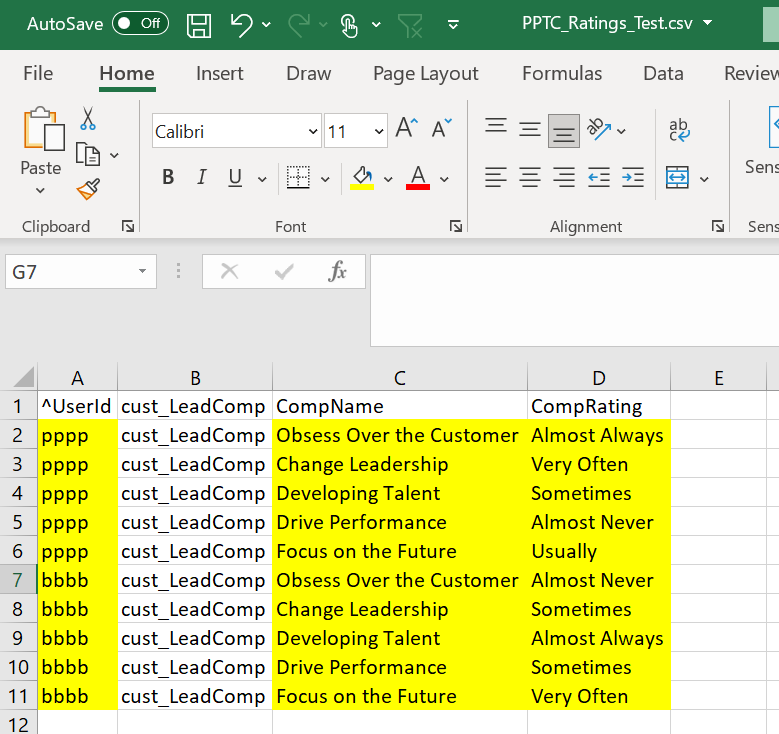 AutoSave Off PPTC_Ratings_Test.csv
File Home Insert Draw Page Layout Formulas Data Review
Calibri 11 A A ab ab c
Paste Sens
B I U A
Clipboard Font Alignment Sens
G7 fx
A B C D E
1 ^UserId cust_LeadComp CompName CompRating
2 pppp cust_LeadComp Obsess Over the Customer Almost Always
3 pppp cust_LeadComp Change Leadership Very Often
4 pppp cust_LeadComp Developing Talent Sometimes
5 pppp cust_LeadComp Drive Performance Almost Never
6 pppp cust_LeadComp Focus on the Future Usually
7 bbbb cust_LeadComp Obsess Over the Customer Almost Never
8 bbbb cust_LeadComp Change Leadership Sometimes
9 bbbb cust_LeadComp Developing Talent Almost Always
10 bbbb cust_LeadComp Drive Performance Sometimes
11 bbbb cust_LeadComp Focus on the Future Very Often
12